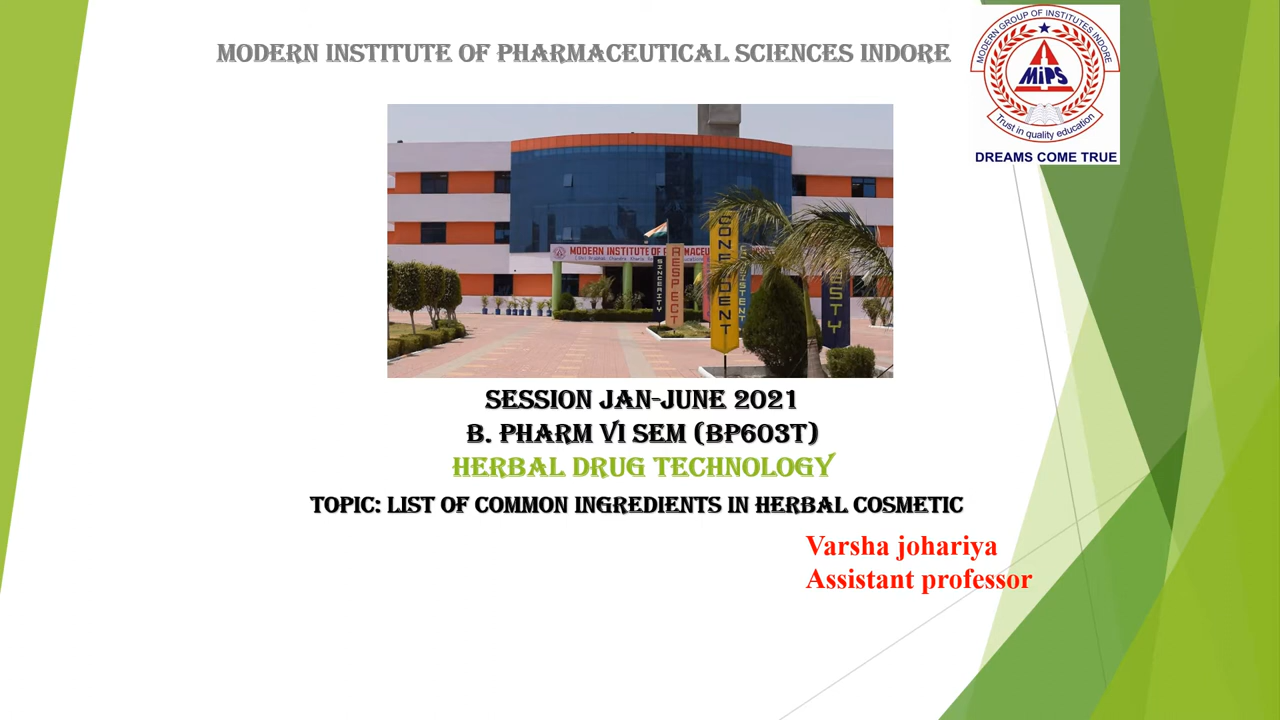 MODERN INSTITUTE OF PHARMACEUTICAL SCIENCES INDORE
MODERN GROUP OF INSTITUTES INDORE
MiPS
Trust in quality education
DREAMS COME TRUE
MODERN INSTITUTE OF
SINCERITY
RESPECT
SESSION JAN-JUNE 2021
B. PHARM VI SEM (BP603T)
HERBAL DRUG TECHNOLOGY
TOPIC: LIST OF COMMON INGREDIENTS IN HERBAL COSMETIC
Varsha johariya
Assistant professor